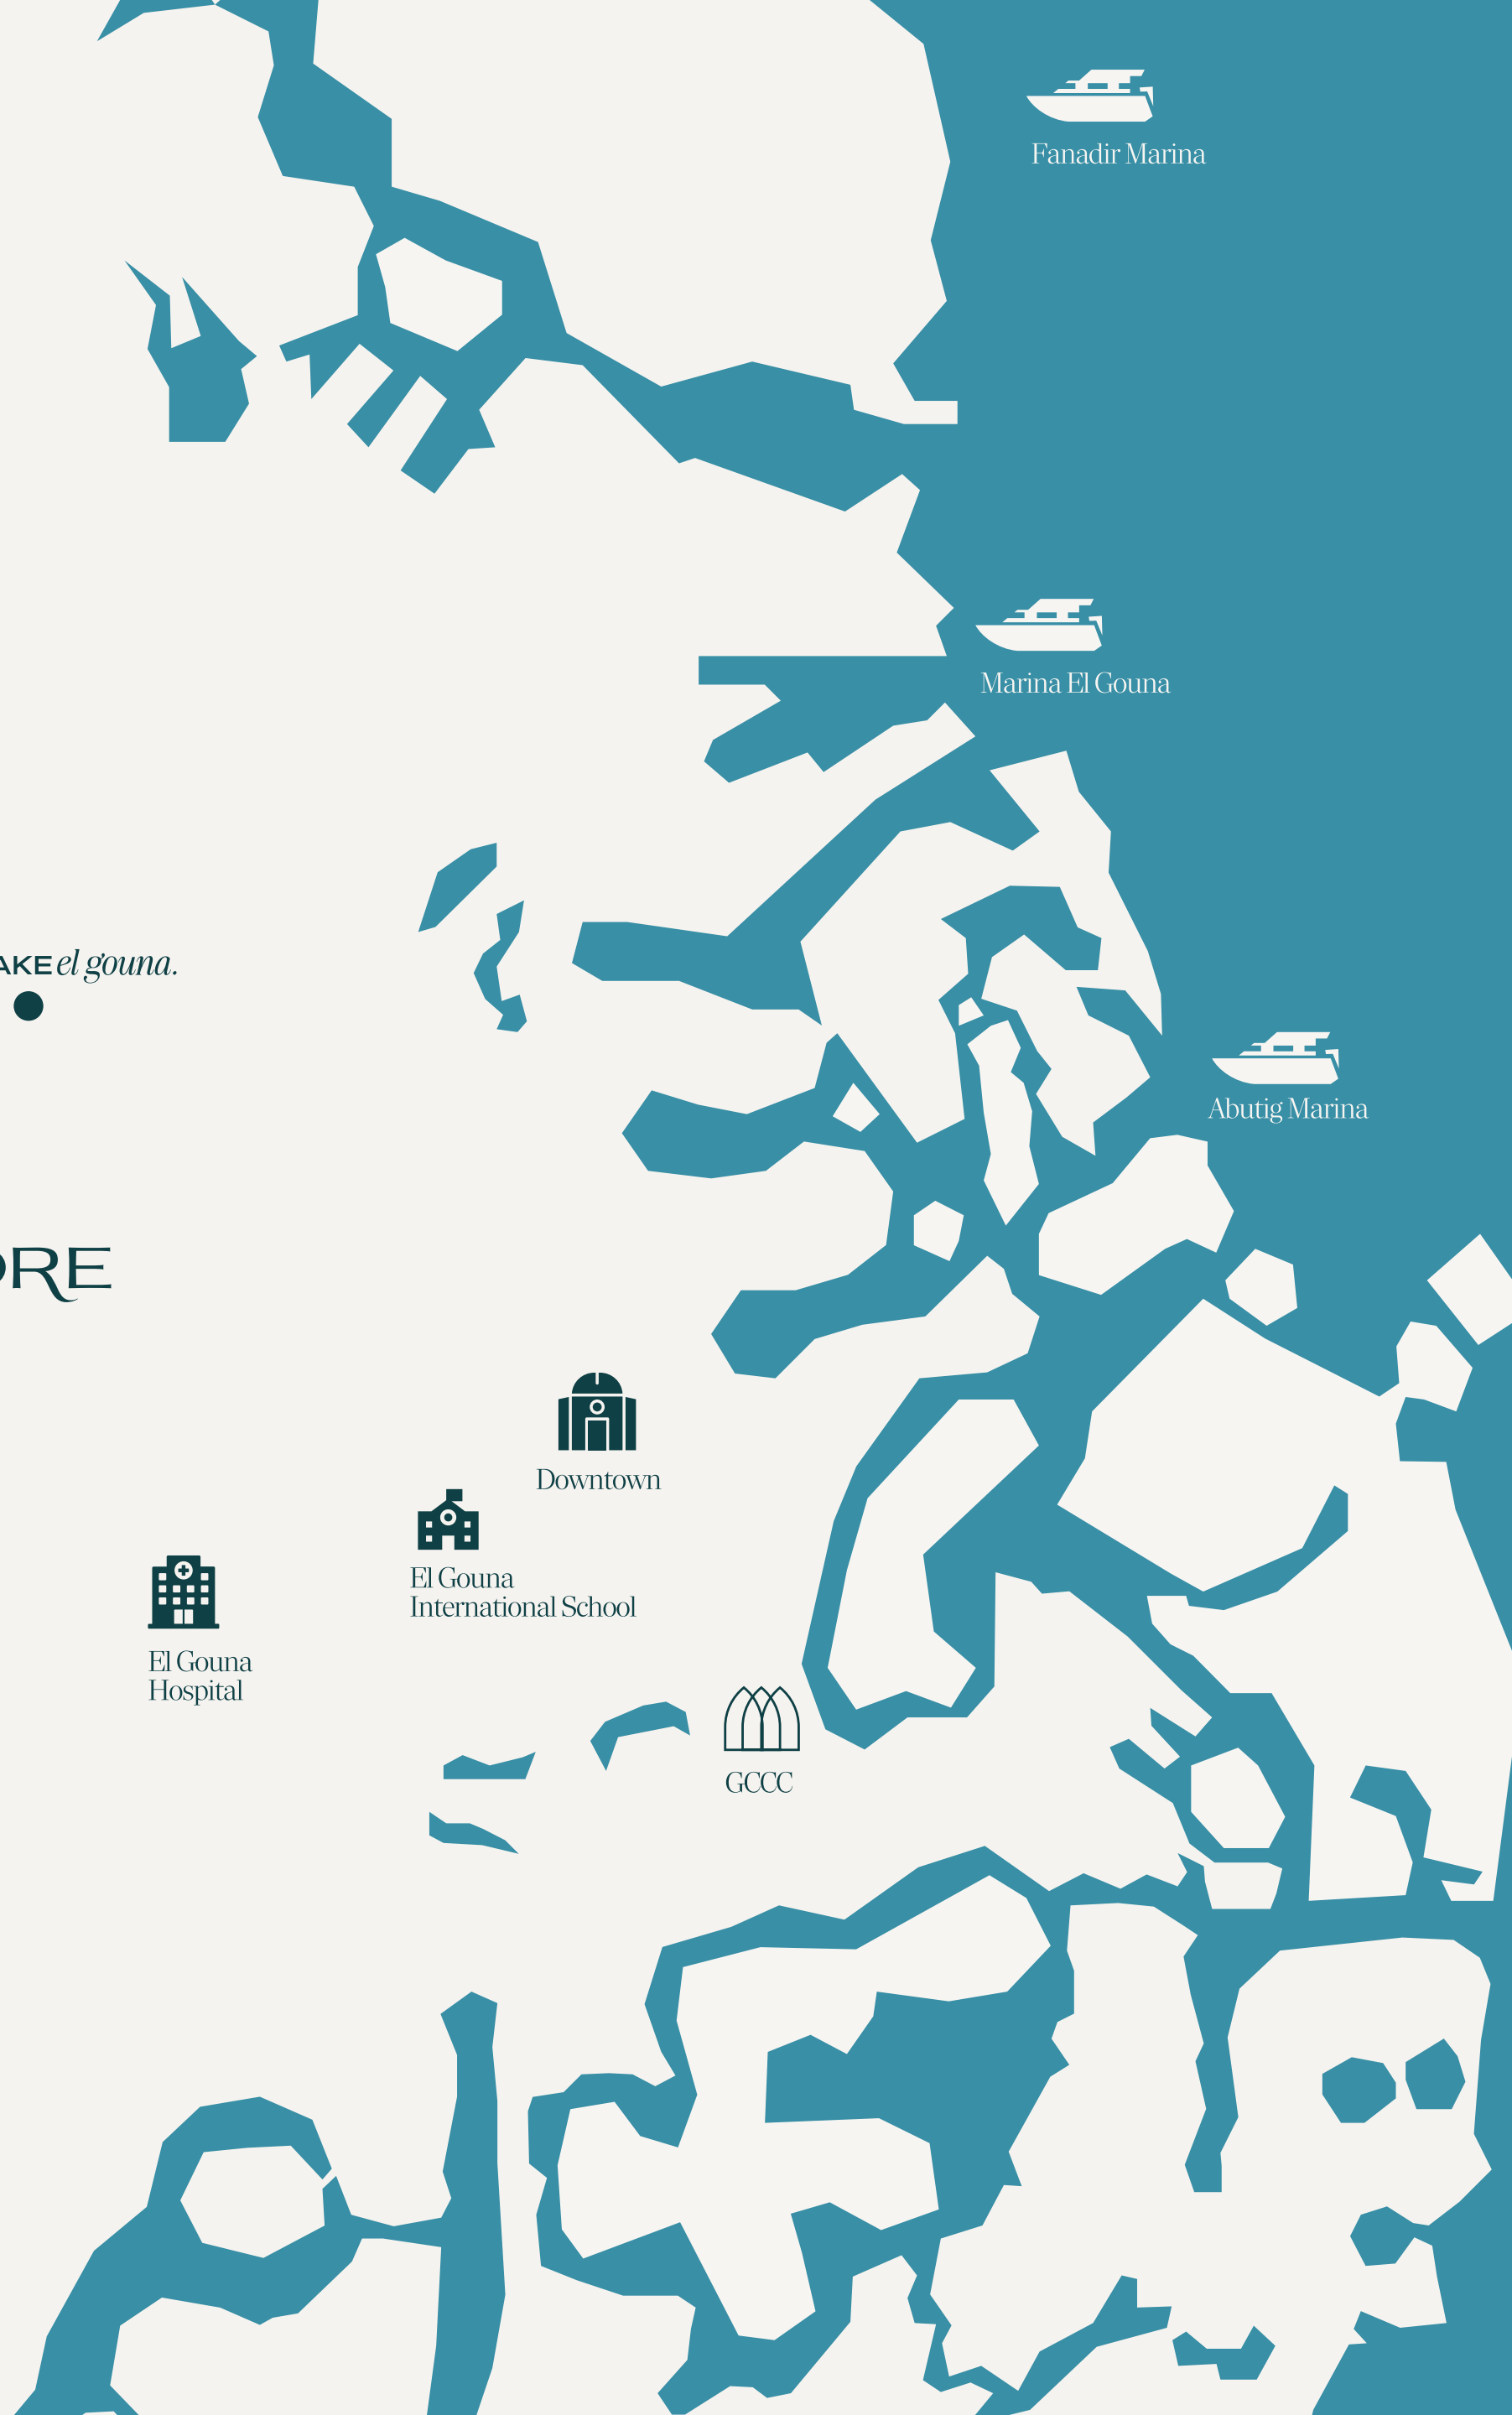 Fanadir Marina
Marina El Gouna
AKE el gouna.
Abutig Marina
ORE
Downtown
El Gouna
International School
El Gouna
Hospital
GCCC